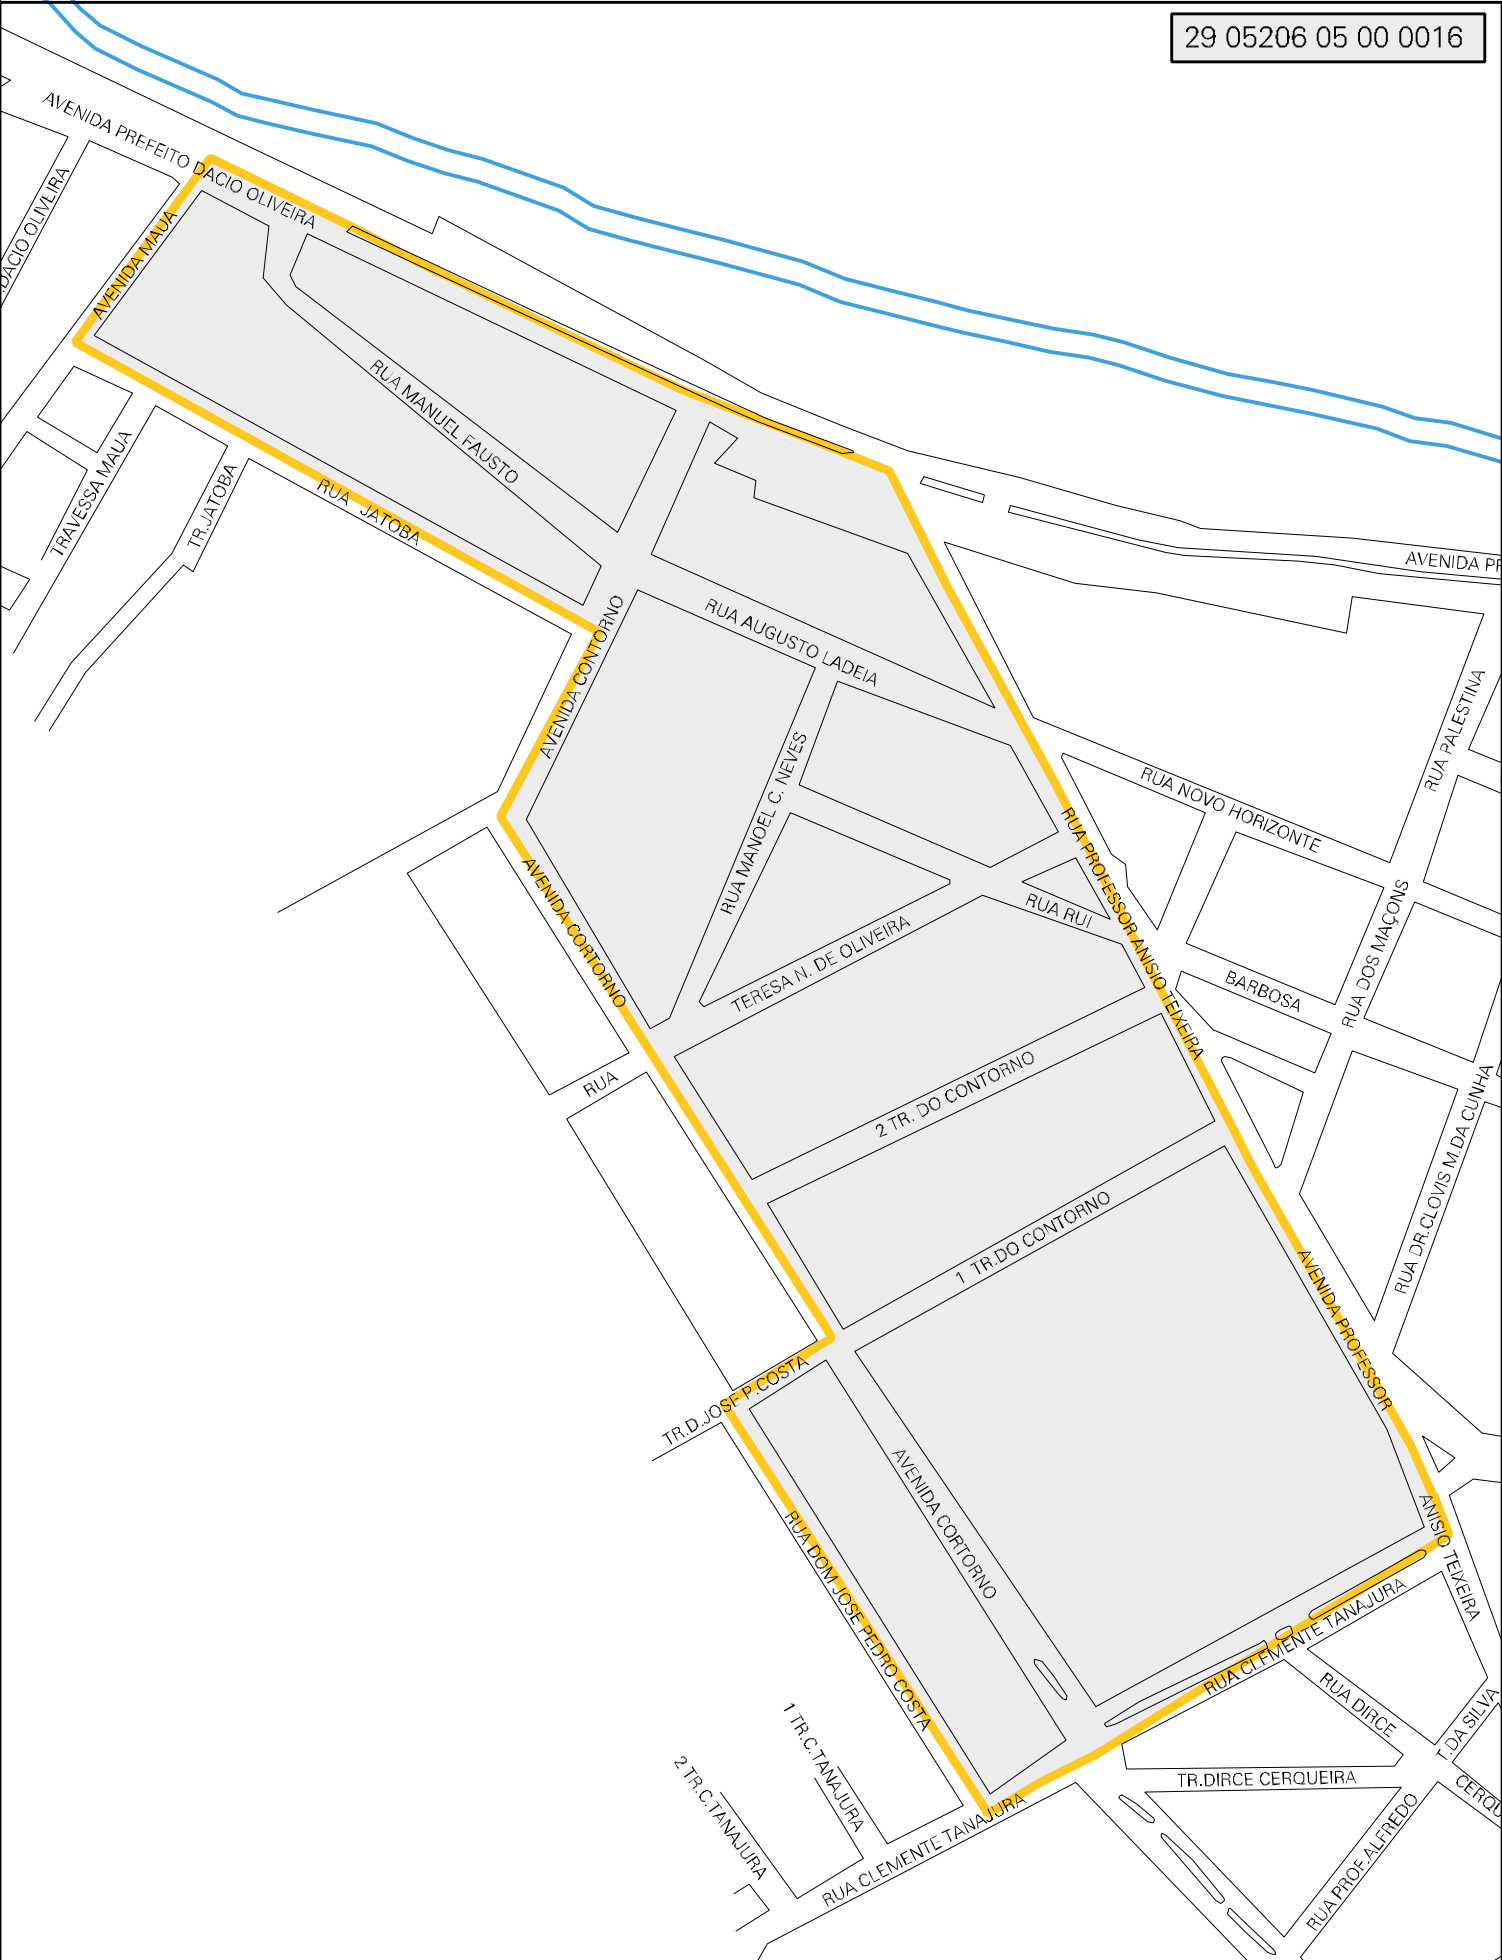 29 05206 05 00 0016
AVENIDA PREFEITO DACIO OLIVEIRA
DACIO OLIVEIRA
AVENIDA MAUA
RUA MANUEL FAUSTO
TRAVESSA MAUA
TR.JATOBA
RUA JATOBA
AVENIDA CONTORNO
RUA AUGUSTO LADEIA
AVENIDA PR
RUA PALESTINA
RUA NOVO HORIZONTE
RUA MANOEL C. NEVES
RUA PROFESSOR ANISIO TEIXEIRA
AVENIDA CORTORNO
RUA RUI
BARBOSA
RUA DOS MAÇONS
TERESA N. DE OLIVEIRA
RUA
2 TR. DO CONTORNO
RUA DR.CLOVIS M.DA CUNHA
1 TR.DO CONTORNO
AVENIDA PROFESSOR
ANISIO TEIXEIRA
TR.D.JOSE P.COSTA
AVENIDA CORTORNO
RUA DOM JOSE PEDRO COSTA
RUA CLEMENTE TANAJURA
RUA DIRCE
T.DA SILVA
CERQU
TR.DIRCE CERQUEIRA
1 TR.C.TANAJURA
2 TR.C.TANAJURA
RUA CLEMENTE TANAJURA
RUA PROF.ALFREDO